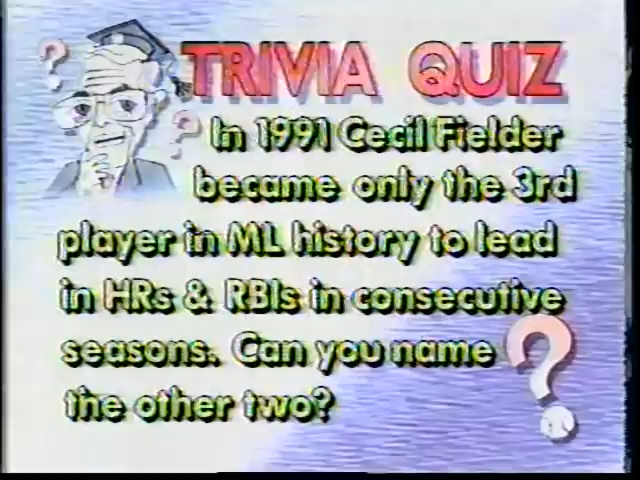 TRIVIA QUIZ
In 1991 Cecil Fielder
became only the 3rd
player in ML history to lead
in HRs & RBIs in consecutive
seasons. Can you name
the other two?